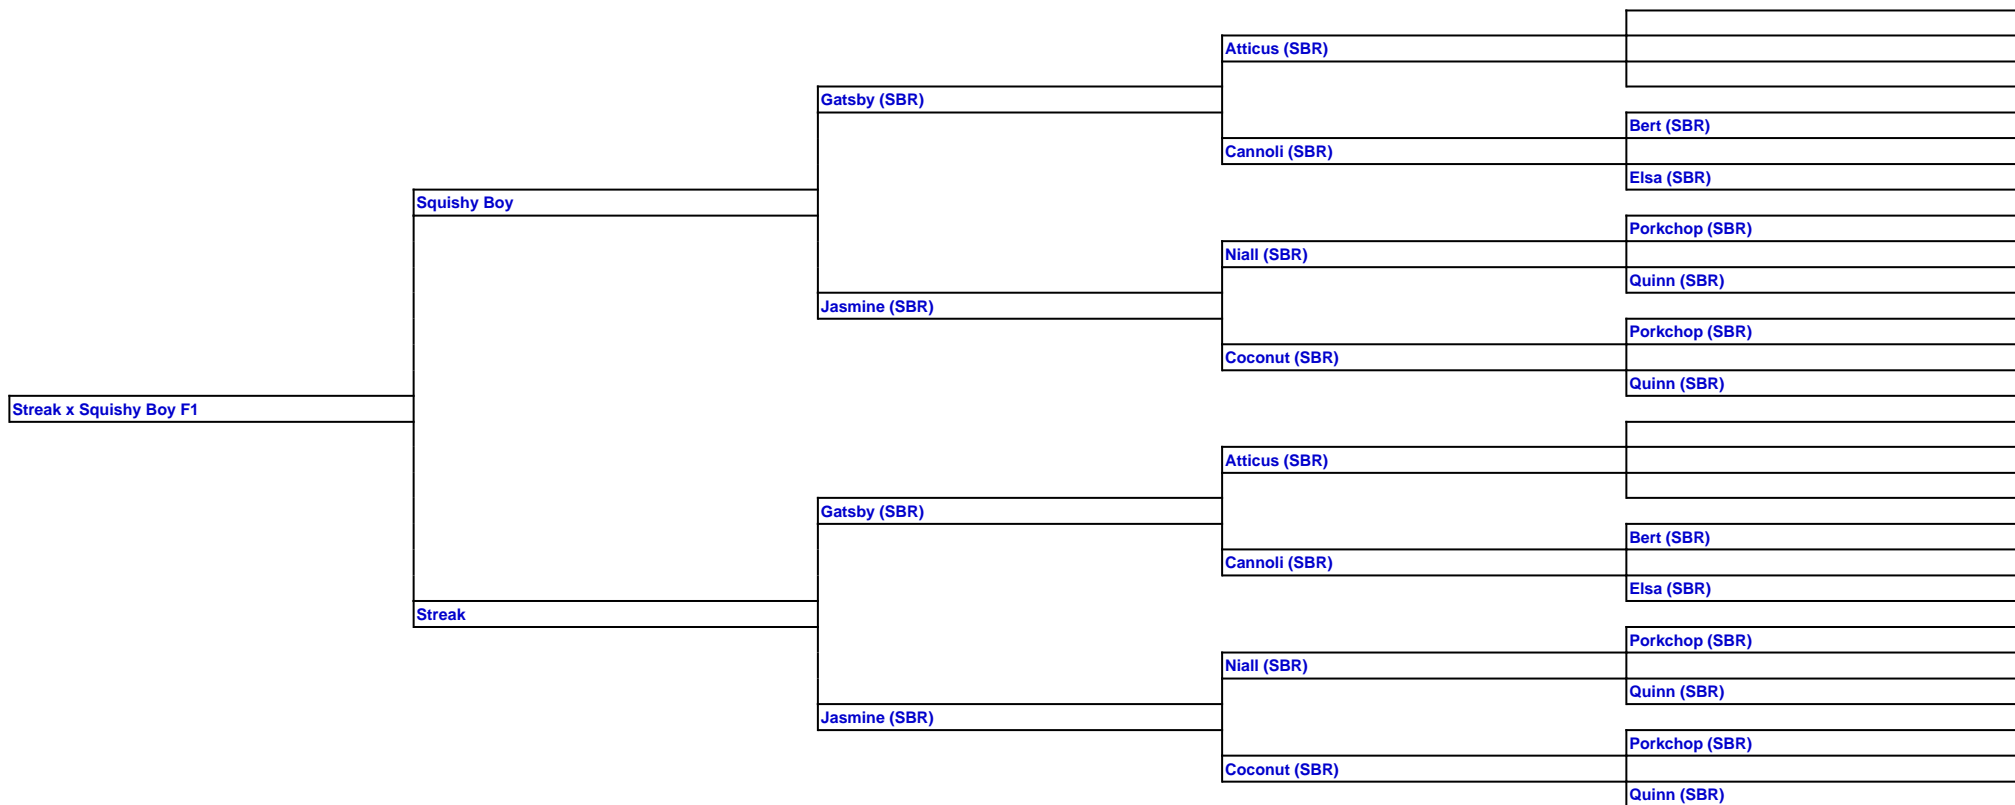 Atticus (SBR)
Gatsby (SBR)
Bert (SBR)
Cannoli (SBR)
Elsa (SBR)
Squishy Boy
Porkchop (SBR)
Niall (SBR)
Quinn (SBR)
Jasmine (SBR)
Porkchop (SBR)
Coconut (SBR)
Quinn (SBR)
Streak x Squishy Boy F1
Atticus (SBR)
Gatsby (SBR)
Bert (SBR)
Cannoli (SBR)
Elsa (SBR)
Streak
Porkchop (SBR)
Niall (SBR)
Quinn (SBR)
Jasmine (SBR)
Porkchop (SBR)
Coconut (SBR)
Quinn (SBR)